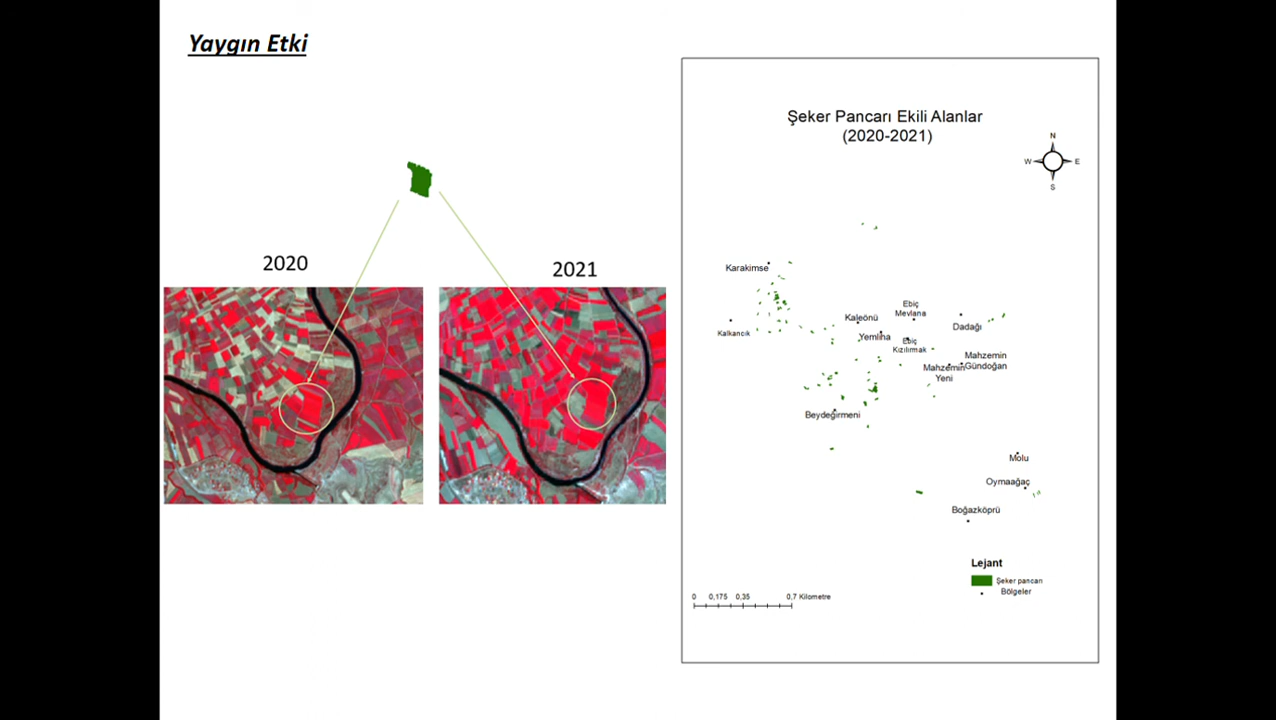 Yaygın Etki
2020
2021
Şeker Pancarı Ekili Alanlar
(2020-2021)
N
W
E
S
Karakimse
Kalkancık
Kaleönü
Ebiç
Mevlana
Yemliha
Ebiç
Kızılırmak
Dadağı
Mahzemin
Gündoğan
Mahzemin
Yeni
Beydeğirmeni
Molu
Oymaağaç
Boğazköprü
Lejant
Şeker pancarı
Bölgeler
0 0,175 0,35 0,7 Kilometre